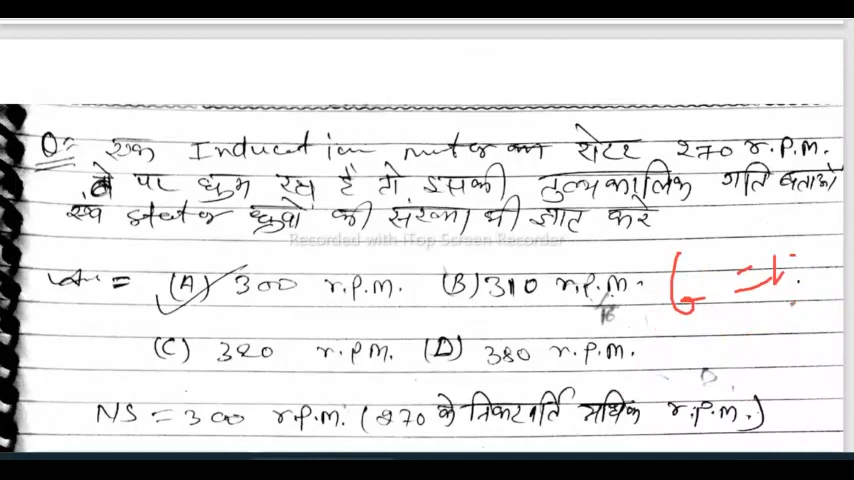 Q:- एक Induction motor का रोटर 270 r.p.m.
पर घुम रहा है तो इसकी तुल्यकालिक गति बताओ
एवं stator ध्रुवों की संख्या भी ज्ञात करे
Recorded with iTop Screen Recorder
(A) 300 r.p.m. (B) 310 r.p.m.
(C) 320 r.p.m. (D) 380 r.p.m.
NS = 300 r.p.m. (270 के निकटवर्ति अधिक r.p.m.)